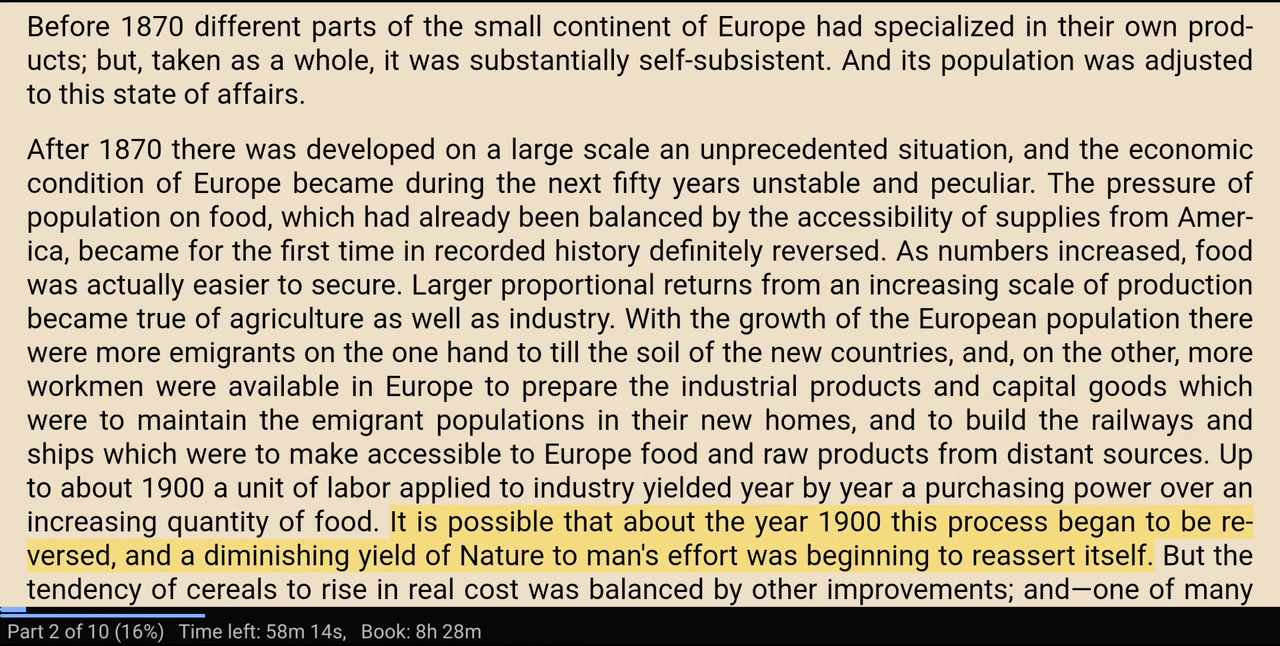 Before 1870 different parts of the small continent of Europe had specialized in their own prod-
ucts; but, taken as a whole, it was substantially self-subsistent. And its population was adjusted
to this state of affairs.
After 1870 there was developed on a large scale an unprecedented situation, and the economic
condition of Europe became during the next fifty years unstable and peculiar. The pressure of
population on food, which had already been balanced by the accessibility of supplies from Amer-
ica, became for the first time in recorded history definitely reversed. As numbers increased, food
was actually easier to secure. Larger proportional returns from an increasing scale of production
became true of agriculture as well as industry. With the growth of the European population there
were more emigrants on the one hand to till the soil of the new countries, and, on the other, more
workmen were available in Europe to prepare the industrial products and capital goods which
were to maintain the emigrant populations in their new homes, and to build the railways and
ships which were to make accessible to Europe food and raw products from distant sources. Up
to about 1900 a unit of labor applied to industry yielded year by year a purchasing power over an
increasing quantity of food. It is possible that about the year 1900 this process began to be re-
versed, and a diminishing yield of Nature to man's effort was beginning to reassert itself. But the
tendency of cereals to rise in real cost was balanced by other improvements; and—one of many
Part 2 of 10 (16%) Time left: 58m 14s, Book: 8h 28m